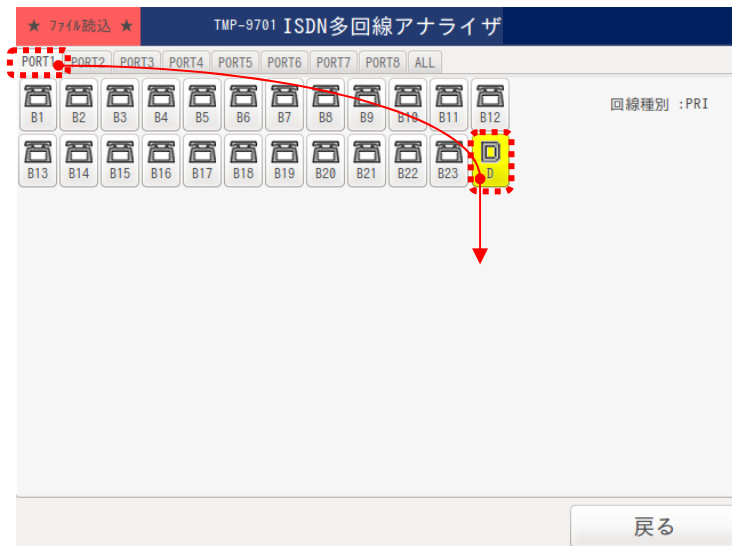 ★ ﾌｧｲﾙ読込 ★ TMP-9701 ISDN多回線アナライザ
PORT1 PORT2 PORT3 PORT4 PORT5 PORT6 PORT7 PORT8 ALL
B1 B2 B3 B4 B5 B6 B7 B8 B9 B10 B11 B12
回線種別 :PRI
B13 B14 B15 B16 B17 B18 B19 B20 B21 B22 B23 D
戻る